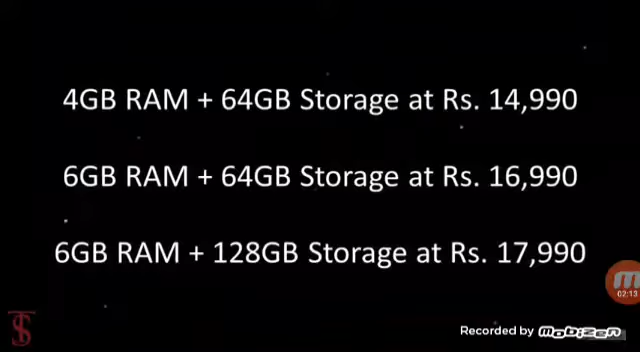 4GB RAM + 64GB Storage at Rs. 14,990
6GB RAM + 64GB Storage at Rs. 16,990
6GB RAM + 128GB Storage at Rs. 17,990
02:13
Recorded by mobizen